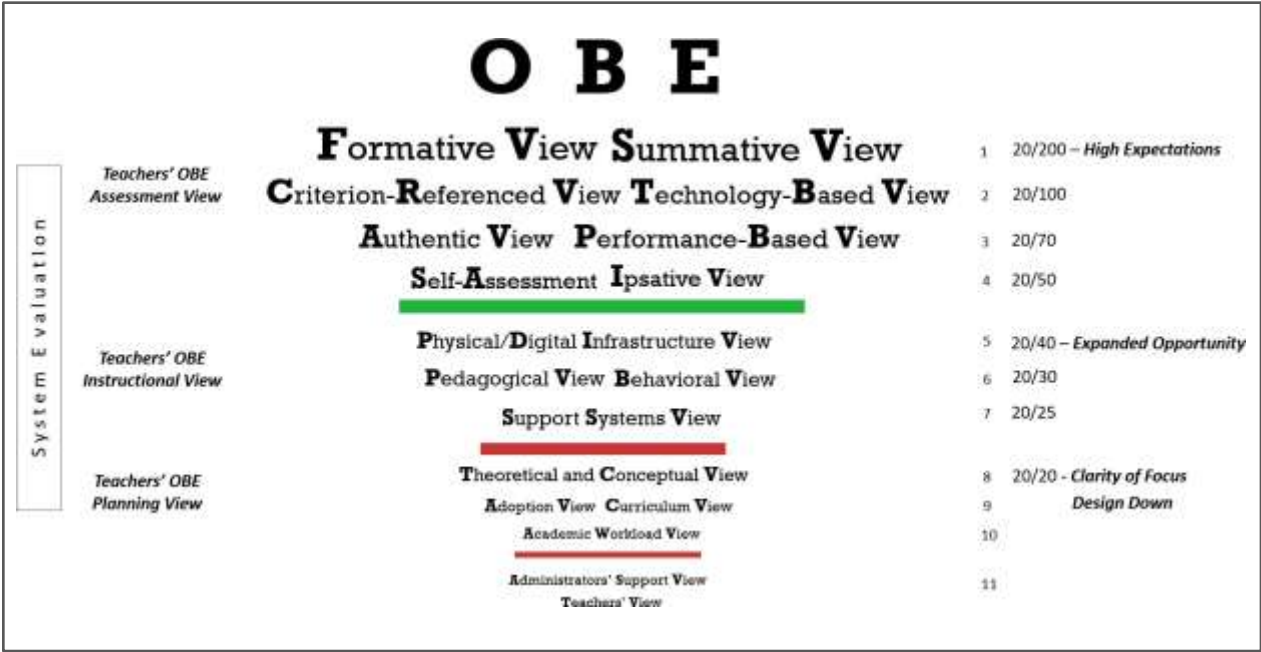 O B E
Formative View Summative View 1 20/200 – High Expectations
Teachers' OBE
Assessment View
Criterion-Referenced View Technology-Based View 2 20/100
Authentic View Performance-Based View 3 20/70
Self-Assessment Ipsative View 4 20/50
System Evaluation
Physical/Digital Infrastructure View 5 20/40 – Expanded Opportunity
Teachers' OBE
Instructional View
Pedagogical View Behavioral View 6 20/30
Support Systems View 7 20/25
Theoretical and Conceptual View 8 20/20 - Clarity of Focus
Teachers' OBE
Planning View
Adoption View Curriculum View 9 Design Down
Academic Workload View 10
Administrators' Support View 11
Teachers' View